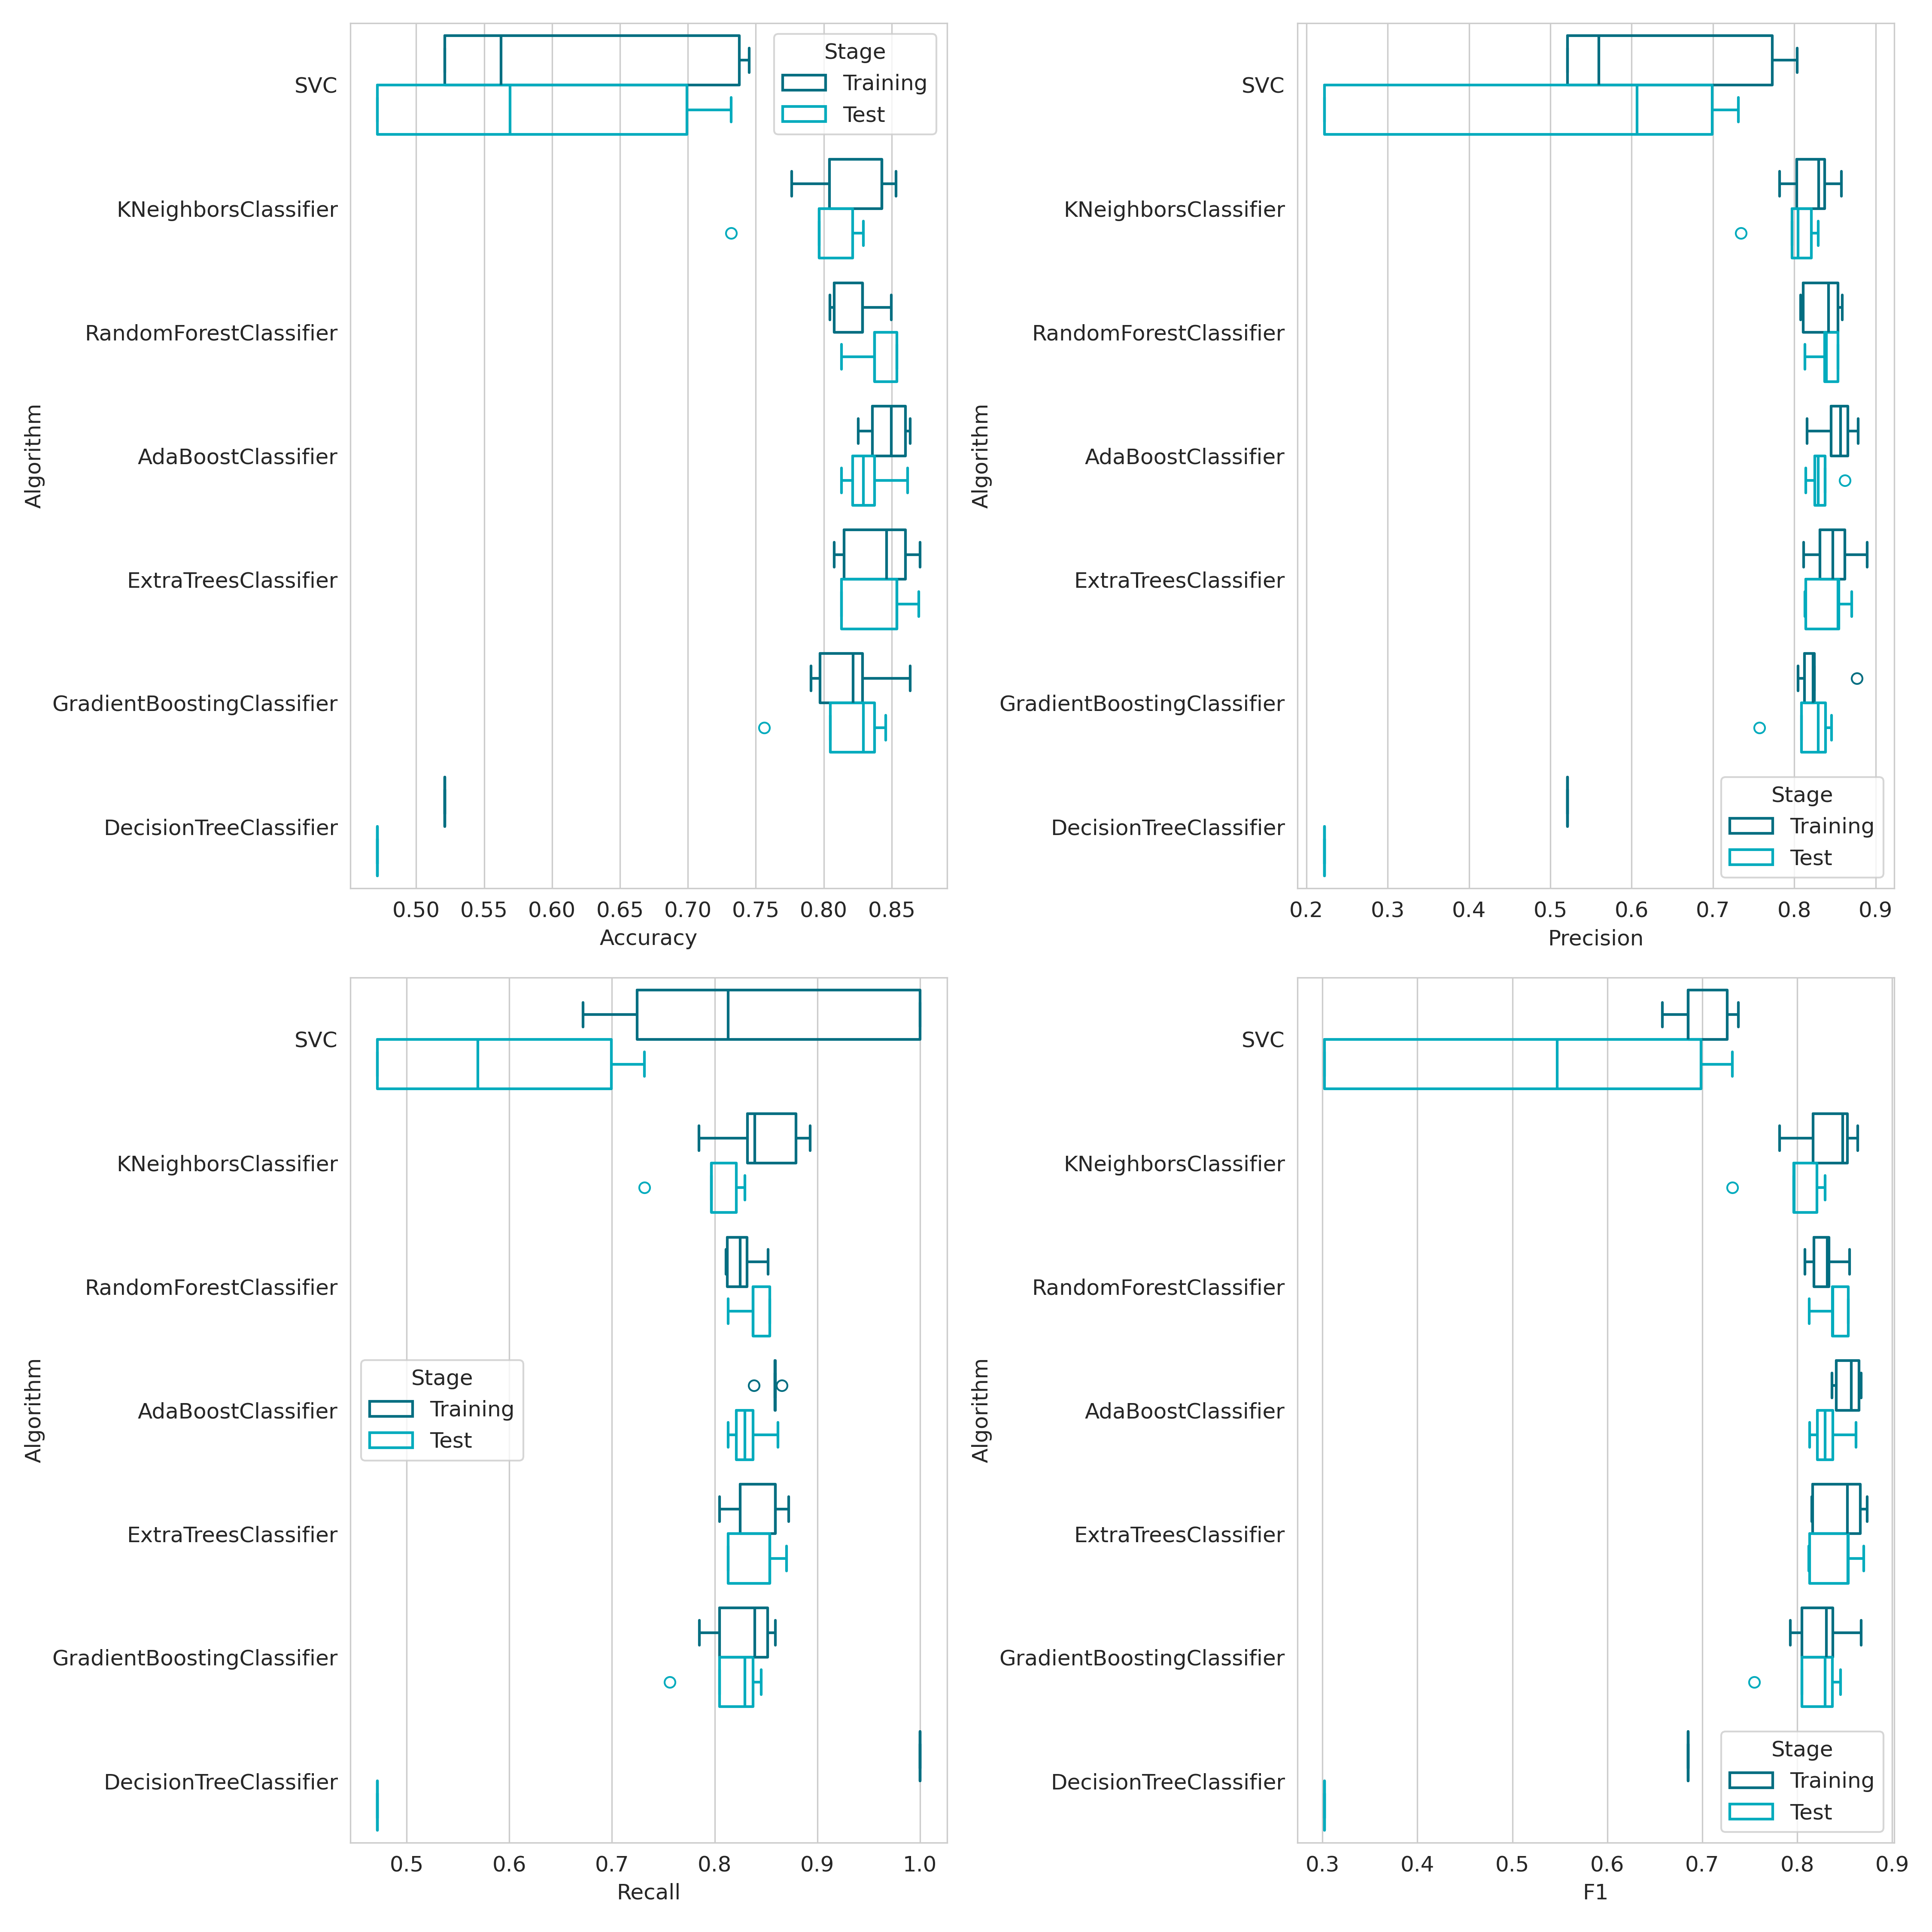 SVC
KNeighborsClassifier
RandomForestClassifier
AdaBoostClassifier
ExtraTreesClassifier
GradientBoostingClassifier
DecisionTreeClassifier
Algorithm
Stage
Training
Test
0.50 0.55 0.60 0.65 0.70 0.75 0.80 0.85
Accuracy
SVC
KNeighborsClassifier
RandomForestClassifier
AdaBoostClassifier
ExtraTreesClassifier
GradientBoostingClassifier
DecisionTreeClassifier
Algorithm
Stage
Training
Test
0.2 0.3 0.4 0.5 0.6 0.7 0.8 0.9
Precision
SVC
KNeighborsClassifier
RandomForestClassifier
AdaBoostClassifier
ExtraTreesClassifier
GradientBoostingClassifier
DecisionTreeClassifier
Algorithm
Stage
Training
Test
0.5 0.6 0.7 0.8 0.9 1.0
Recall
SVC
KNeighborsClassifier
RandomForestClassifier
AdaBoostClassifier
ExtraTreesClassifier
GradientBoostingClassifier
DecisionTreeClassifier
Algorithm
Stage
Training
Test
0.3 0.4 0.5 0.6 0.7 0.8 0.9
F1